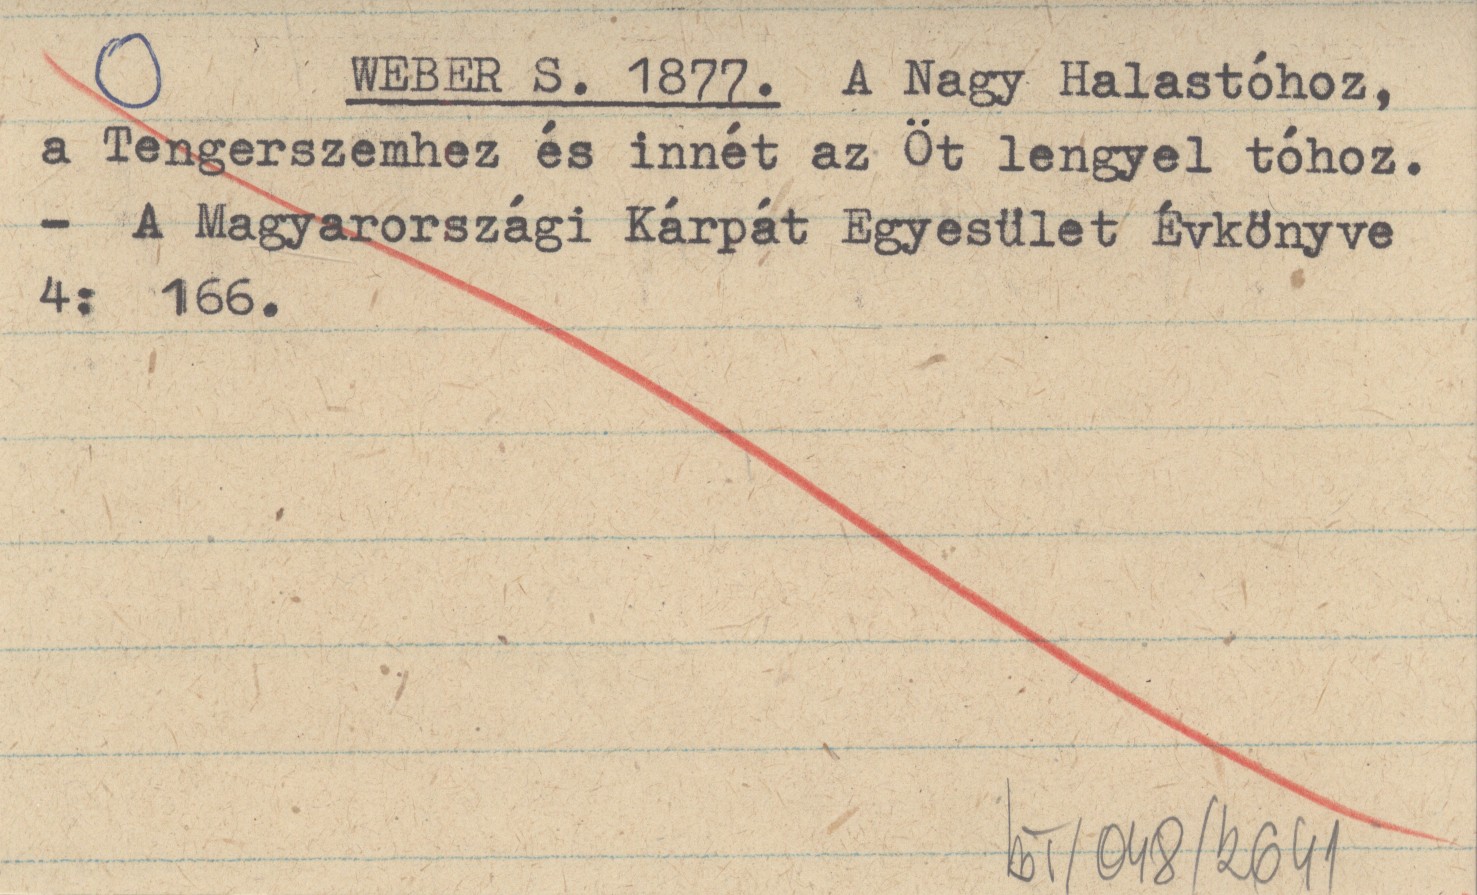 WEBER S. 1877. A Nagy Halastóhoz,
a Tengerszemhez és innét az Öt lengyel tóhoz.
- A Magyarországi Kárpát Egyesület Évkönyve
4: 166.
bT/048/2641